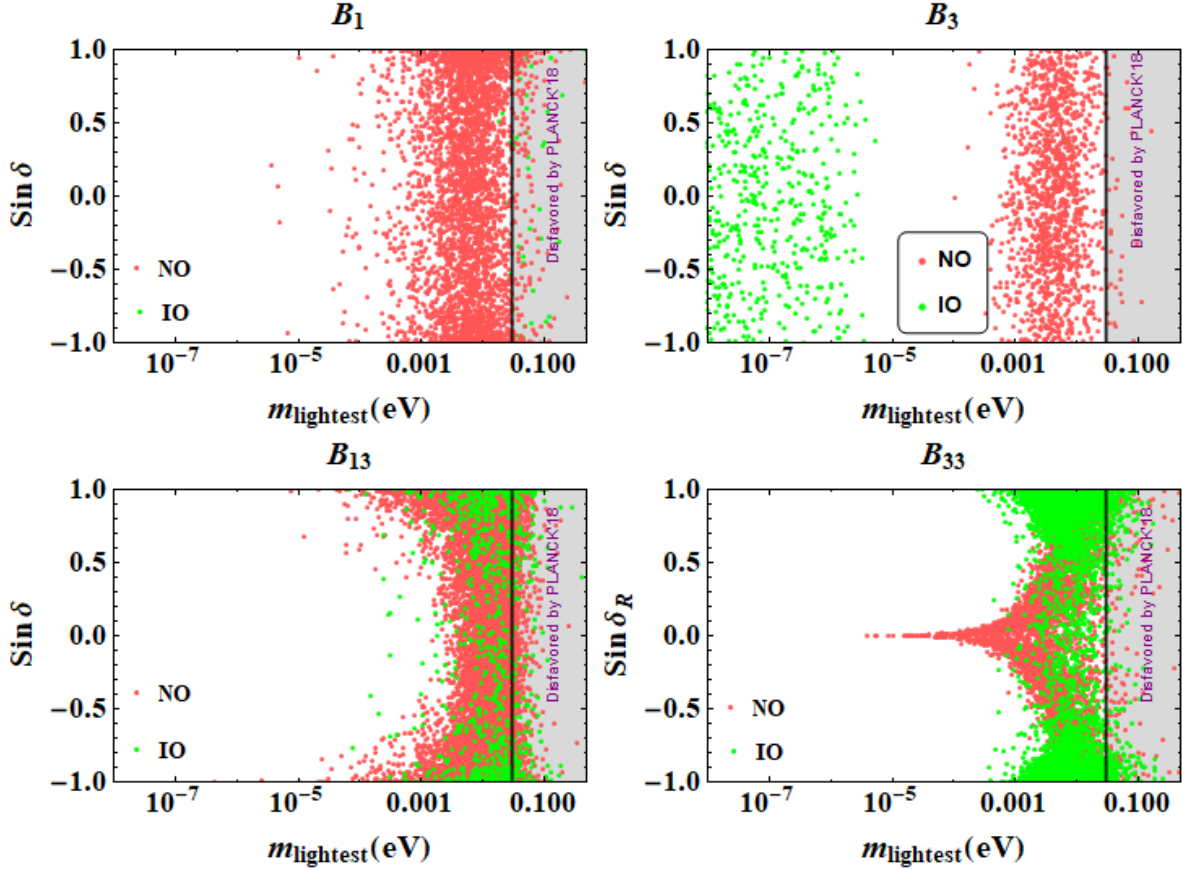 B1
B3
1.0
0.5
0.0
−0.5
−1.0
Sin δ
NO
IO
Disfavored by PLANCK'18
10^-7
10^-5
0.001
0.100
m_lightest(eV)
1.0
0.5
0.0
−0.5
−1.0
Sin δ
NO
IO
Disfavored by PLANCK'18
10^-7
10^-5
0.001
0.100
m_lightest(eV)
B13
B33
1.0
0.5
0.0
−0.5
−1.0
Sin δ
NO
IO
Disfavored by PLANCK'18
10^-7
10^-5
0.001
0.100
m_lightest(eV)
1.0
0.5
0.0
−0.5
−1.0
Sin δ_R
NO
IO
Disfavored by PLANCK'18
10^-7
10^-5
0.001
0.100
m_lightest(eV)